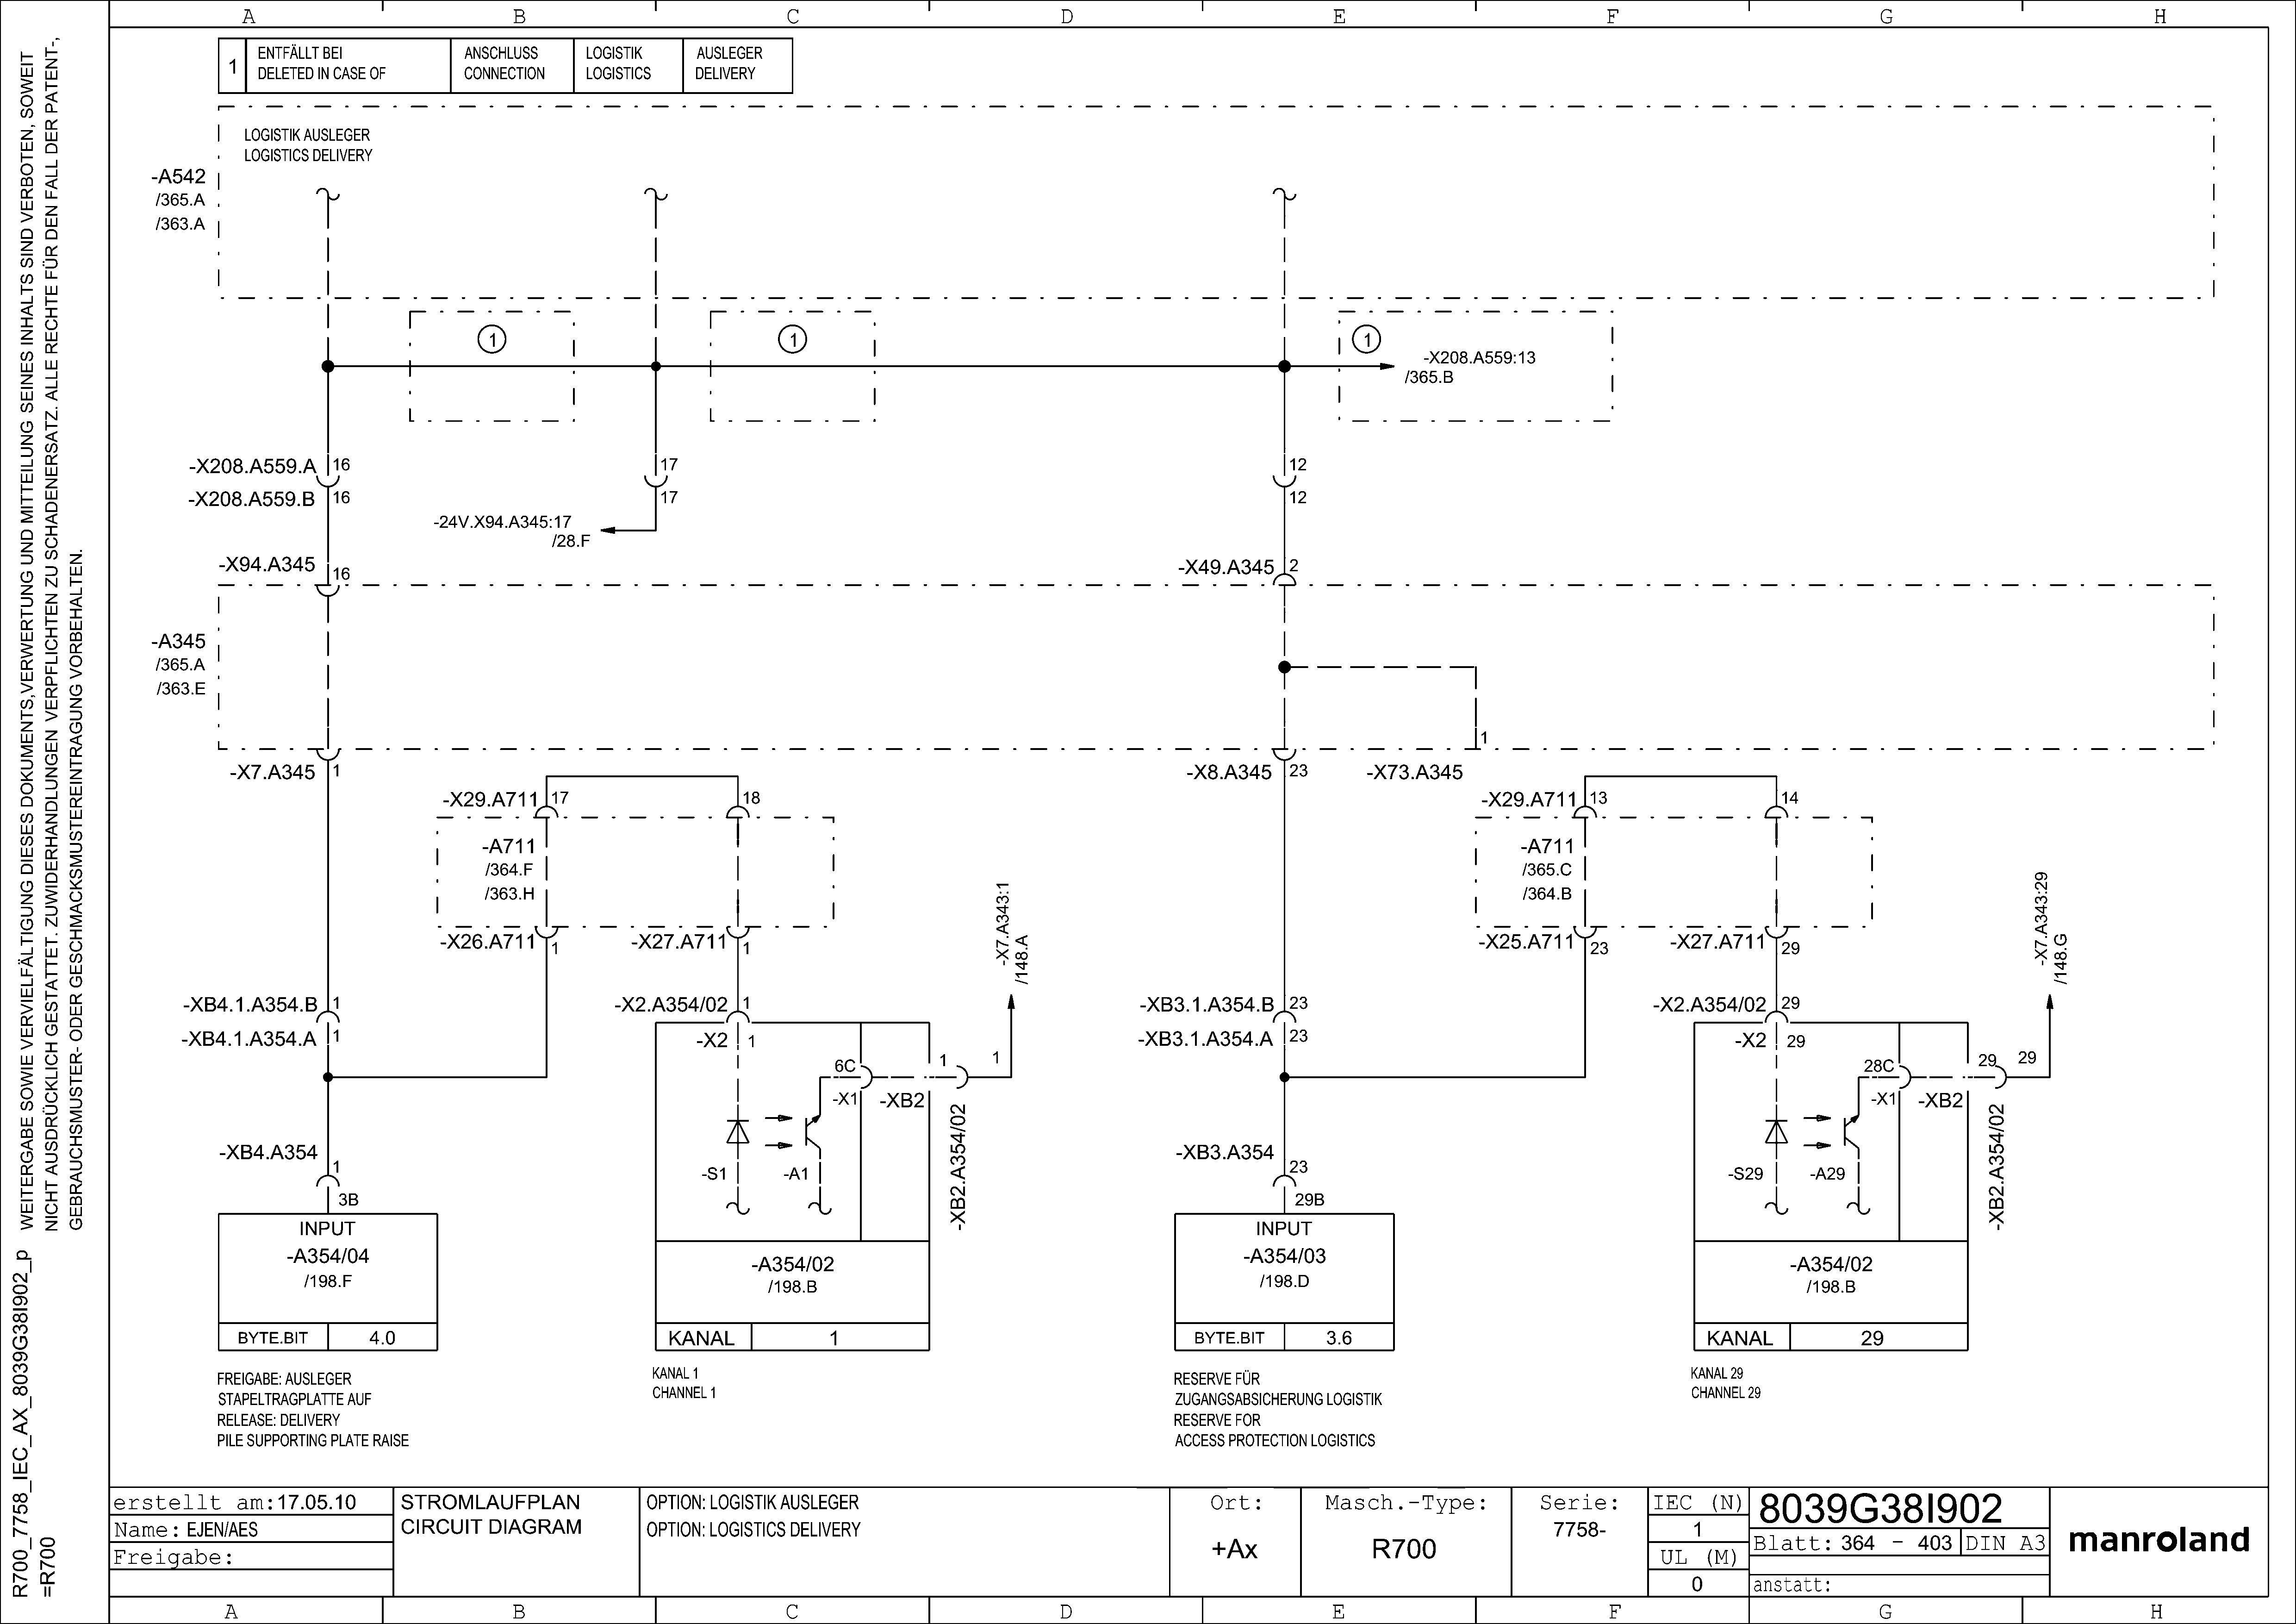 A B C D E F G H
1 ENTFÄLLT BEI ANSCHLUSS LOGISTIK AUSLEGER
DELETED IN CASE OF CONNECTION LOGISTICS DELIVERY
LOGISTIK AUSLEGER
LOGISTICS DELIVERY
-A542
/365.A
/363.A
1 1 1
-X208.A559:13
/365.B
-X208.A559.A 16 17 12
-X208.A559.B 16 17 12
-24V.X94.A345:17
/28.F
-X94.A345 16
-X49.A345 2
-A345
/365.A
/363.E
1
-X7.A345 1
-X8.A345 23
-X73.A345
-X29.A711 17 18
-X29.A711 13 14
-A711
/364.F
/363.H
-A711
/365.C
/364.B
-X26.A711 1
-X27.A711 1
-X25.A711 23
-X27.A711 29
-X7.A343:1
/148.A
-X7.A343:29
/148.G
-XB4.1.A354.B 1
-X2.A354/02 1
-XB3.1.A354.B 23
-X2.A354/02 29
-XB4.1.A354.A 1
-X2 1
-XB3.1.A354.A 23
-X2 29
6C 1 1
28C 29 29
-X1 -XB2
-X1 -XB2
-XB2.A354/02
-XB2.A354/02
-XB4.A354 1
-S1 -A1
-XB3.A354 23
-S29 -A29
3B
29B
INPUT
-A354/04
/198.F
BYTE.BIT 4.0
-A354/02
/198.B
KANAL 1
INPUT
-A354/03
/198.D
BYTE.BIT 3.6
-A354/02
/198.B
KANAL 29
FREIGABE: AUSLEGER
STAPELTRAGPLATTE AUF
RELEASE: DELIVERY
PILE SUPPORTING PLATE RAISE
KANAL 1
CHANNEL 1
RESERVE FÜR
ZUGANGSABSICHERUNG LOGISTIK
RESERVE FOR
ACCESS PROTECTION LOGISTICS
KANAL 29
CHANNEL 29
erstellt am:17.05.10
Name: EJEN/AES
Freigabe:
STROMLAUFPLAN
CIRCUIT DIAGRAM
OPTION: LOGISTIK AUSLEGER
OPTION: LOGISTICS DELIVERY
Ort:
+Ax
Masch.-Type:
R700
Serie:
7758-
IEC (N)
1
UL (M)
0
8039G38I902
Blatt: 364 - 403 DIN A3
anstatt:
manroland
A B C D E F G H
WEITERGABE SOWIE VERVIELFÄLTIGUNG DIESES DOKUMENTS,VERWERTUNG UND MITTEILUNG SEINES INHALTS SIND VERBOTEN, SOWEIT
NICHT AUSDRÜCKLICH GESTATTET. ZUWIDERHANDLUNGEN VERPFLICHTEN ZU SCHADENERSATZ. ALLE RECHTE FÜR DEN FALL DER PATENT-,
GEBRAUCHSMUSTER- ODER GESCHMACKSMUSTEREINTRAGUNG VORBEHALTEN.
R700_7758_IEC_AX_8039G38I902_p
=R700